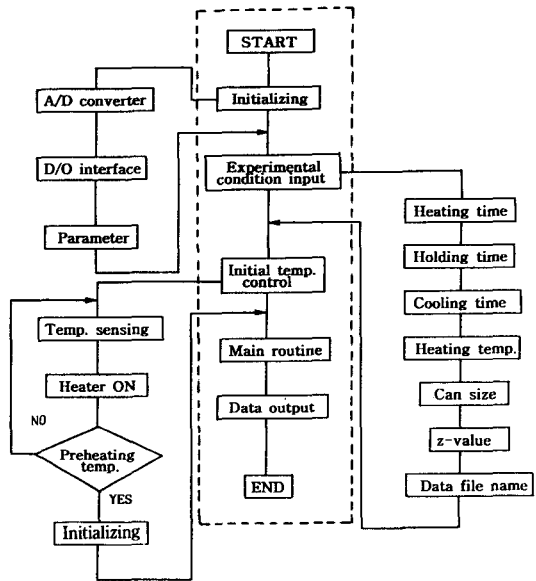 START
Initializing
A/D converter
D/O interface
Parameter
Experimental
condition input
Heating time
Holding time
Cooling time
Heating temp.
Can size
z-value
Data file name
Initial temp.
control
Temp. sensing
Heater ON
NO
Preheating
temp.
YES
Initializing
Main routine
Data output
END